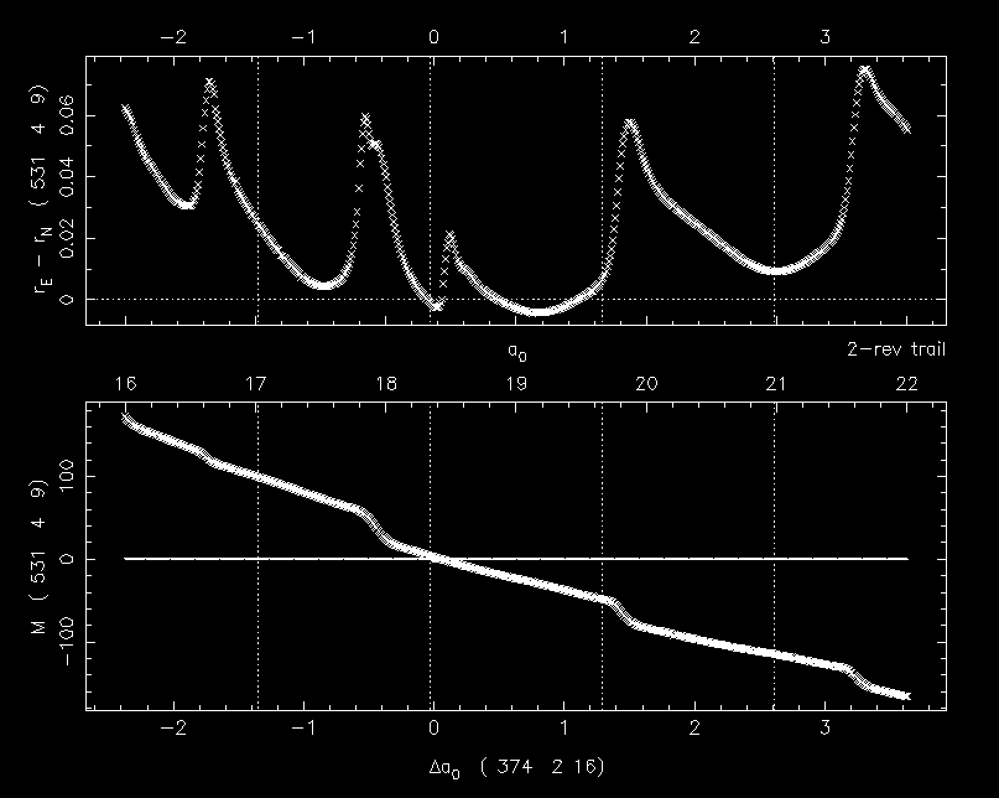 −2 −1 0 1 2 3
r_E − r_N ( 531 4 9)
0 0.02 0.04 0.06
a_0
2−rev trail
16 17 18 19 20 21 22
M ( 531 4 9)
−100 0 100
−2 −1 0 1 2 3
Δa_0 ( 374 2 16)